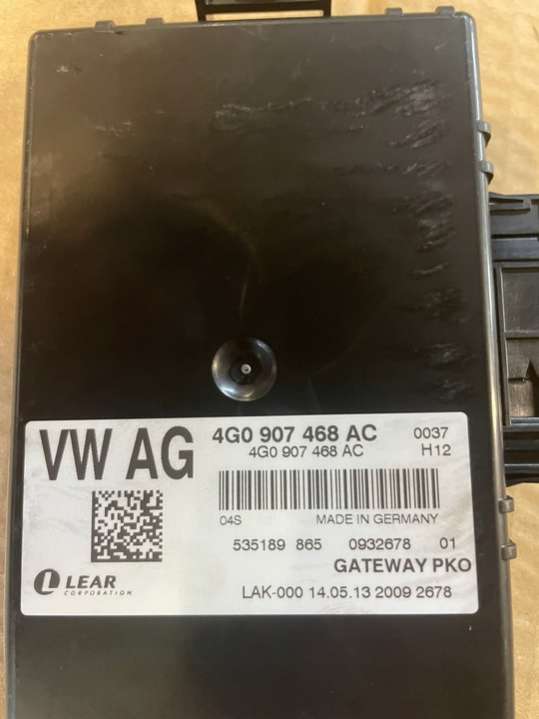 VW AG
4G0 907 468 AC 0037
4G0 907 468 AC H12
04S MADE IN GERMANY
535189 865 0932678 01
GATEWAY PKO
LEAR
CORPORATION
LAK-000 14.05.13 2009 2678